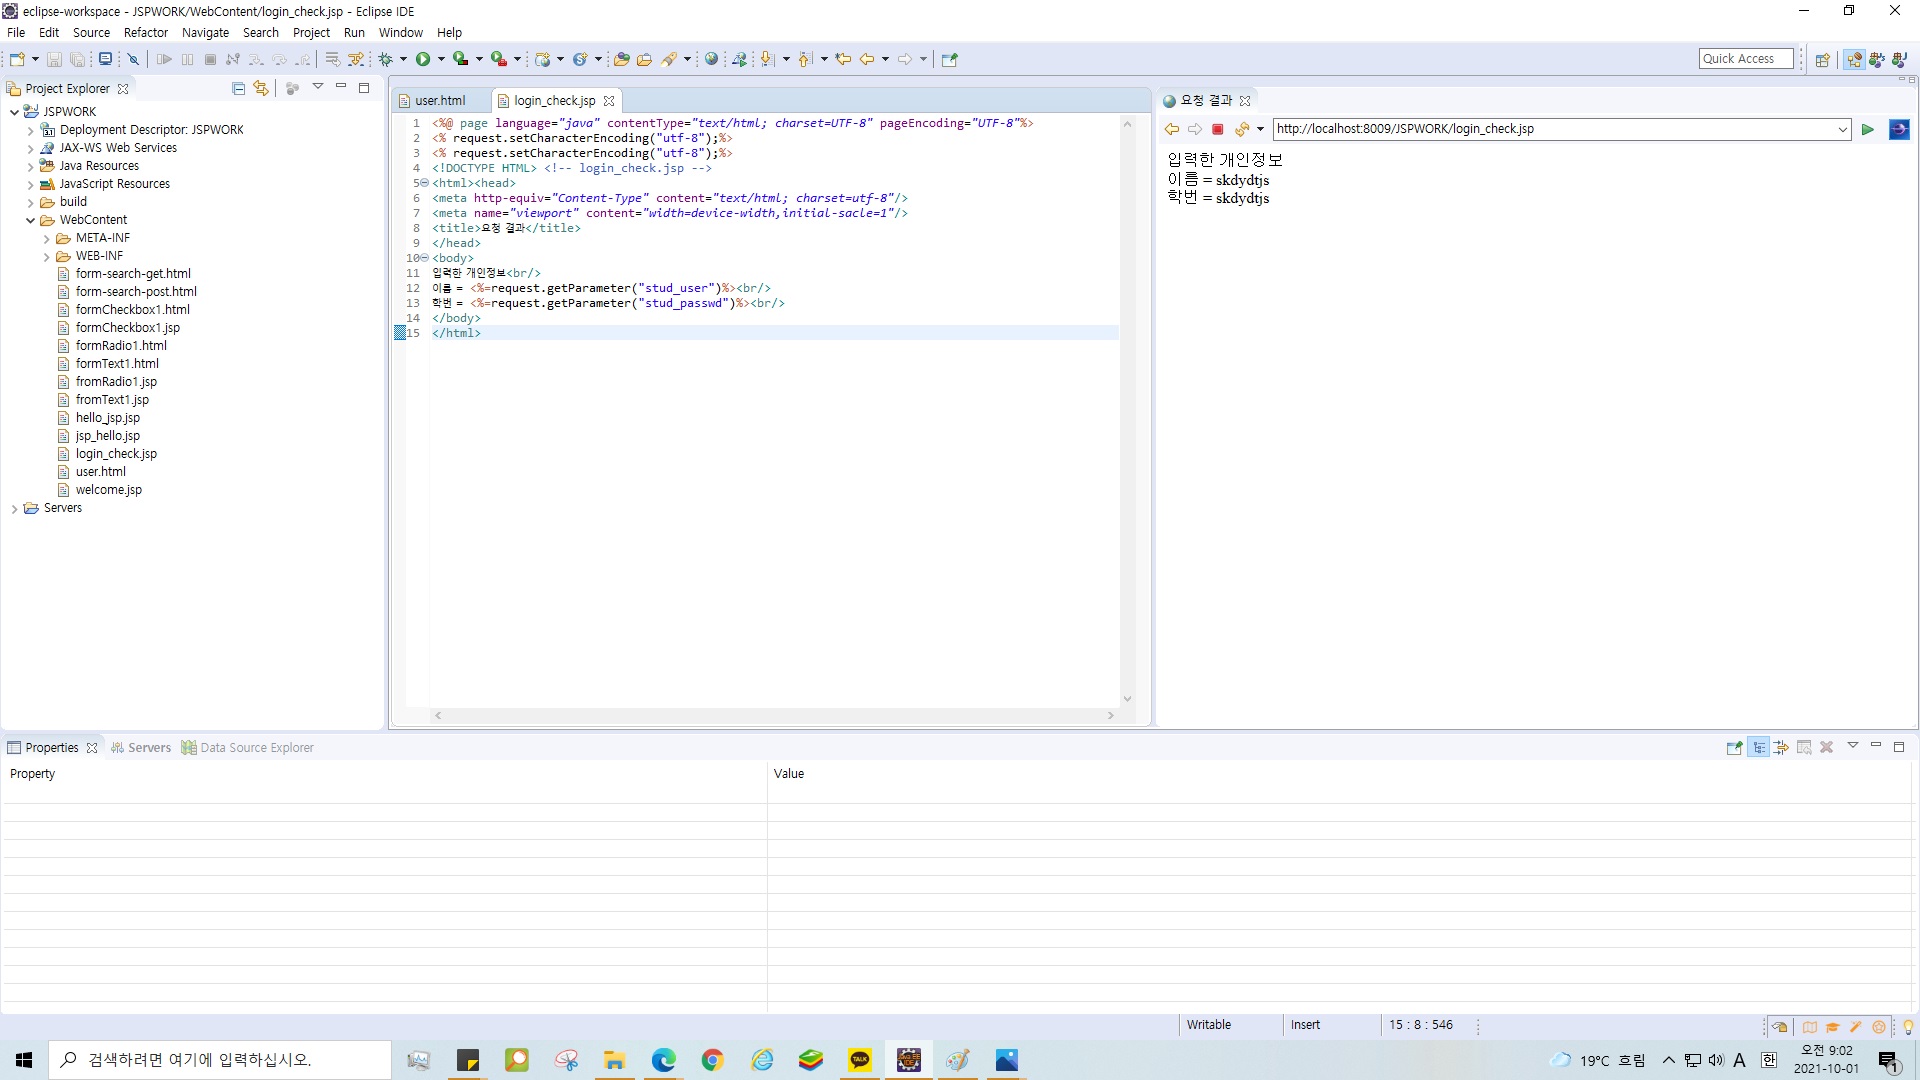 eclipse-workspace - JSPWORK/WebContent/login_check.jsp - Eclipse IDE
File Edit Source Refactor Navigate Search Project Run Window Help
Quick Access
Project Explorer
JSPWORK
Deployment Descriptor: JSPWORK
JAX-WS Web Services
Java Resources
JavaScript Resources
build
WebContent
META-INF
WEB-INF
form-search-get.html
form-search-post.html
formCheckbox1.html
formCheckbox1.jsp
formRadio1.html
formText1.html
fromRadio1.jsp
fromText1.jsp
hello_jsp.jsp
jsp_hello.jsp
login_check.jsp
user.html
welcome.jsp
Servers
user.html login_check.jsp
1 <%@ page language="java" contentType="text/html; charset=UTF-8" pageEncoding="UTF-8"%>
2 <% request.setCharacterEncoding("utf-8");%>
3 <% request.setCharacterEncoding("utf-8");%>
4 <!DOCTYPE HTML> <!-- login_check.jsp -->
5 <html><head>
6 <meta http-equiv="Content-Type" content="text/html; charset=utf-8"/>
7 <meta name="viewport" content="width=device-width,initial-sacle=1"/>
8 <title>요청 결과</title>
9 </head>
10 <body>
11 입력한 개인정보<br/>
12 이름 = <%=request.getParameter("stud_user")%><br/>
13 학번 = <%=request.getParameter("stud_passwd")%><br/>
14 </body>
15 </html>
요청 결과
http://localhost:8009/JSPWORK/login_check.jsp
입력한 개인정보
이름 = skdydtjs
학번 = skdydtjs
Properties Servers Data Source Explorer
Property Value
Writable Insert 15 : 8 : 546
검색하려면 여기에 입력하십시오.
TALK
19°C 흐림
A 한
오전 9:02
2021-10-01
1